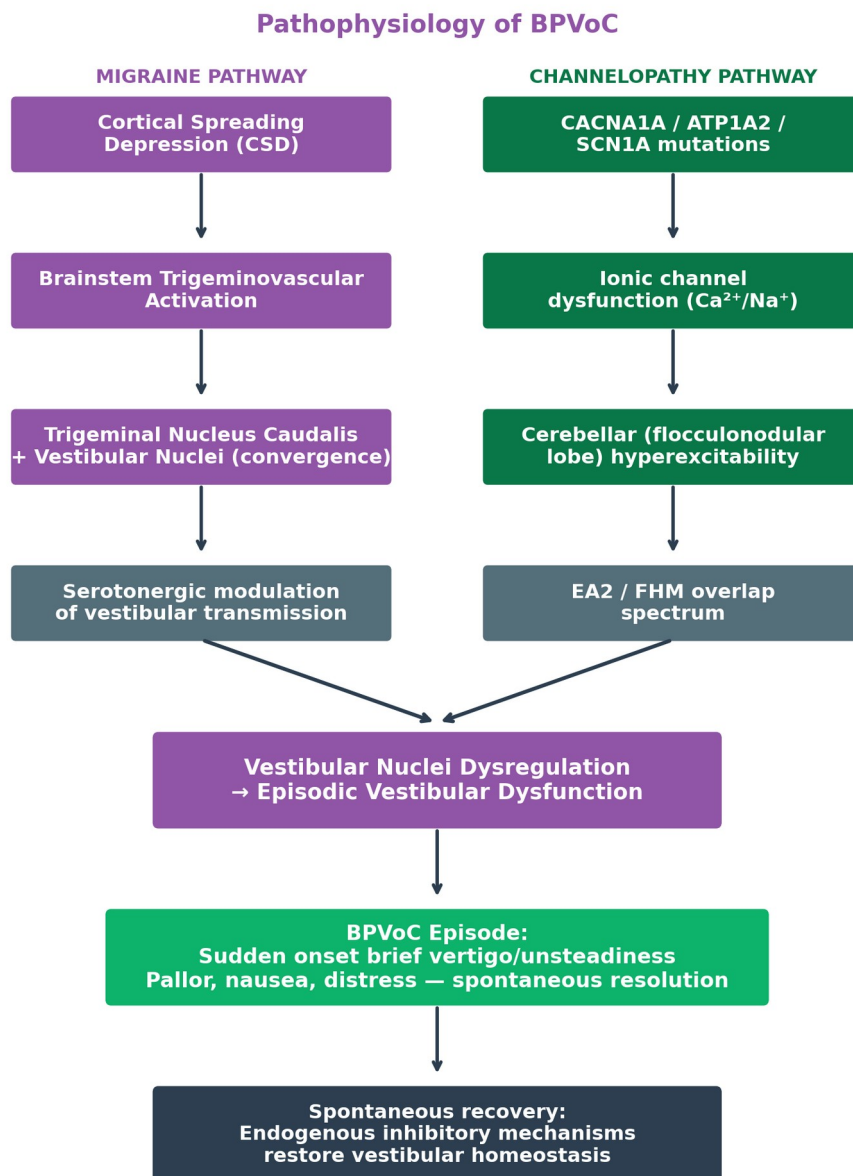 Pathophysiology of BPVoC
MIGRAINE PATHWAY
Cortical Spreading
Depression (CSD)
Brainstem Trigeminovascular
Activation
Trigeminal Nucleus Caudalis
+ Vestibular Nuclei (convergence)
Serotonergic modulation
of vestibular transmission
CHANNELOPATHY PATHWAY
CACNA1A / ATP1A2 /
SCN1A mutations
Ionic channel
dysfunction (Ca²⁺/Na⁺)
Cerebellar (flocculonodular
lobe) hyperexcitability
EA2 / FHM overlap
spectrum
Vestibular Nuclei Dysregulation
→ Episodic Vestibular Dysfunction
BPVoC Episode:
Sudden onset brief vertigo/unsteadiness
Pallor, nausea, distress — spontaneous resolution
Spontaneous recovery:
Endogenous inhibitory mechanisms
restore vestibular homeostasis